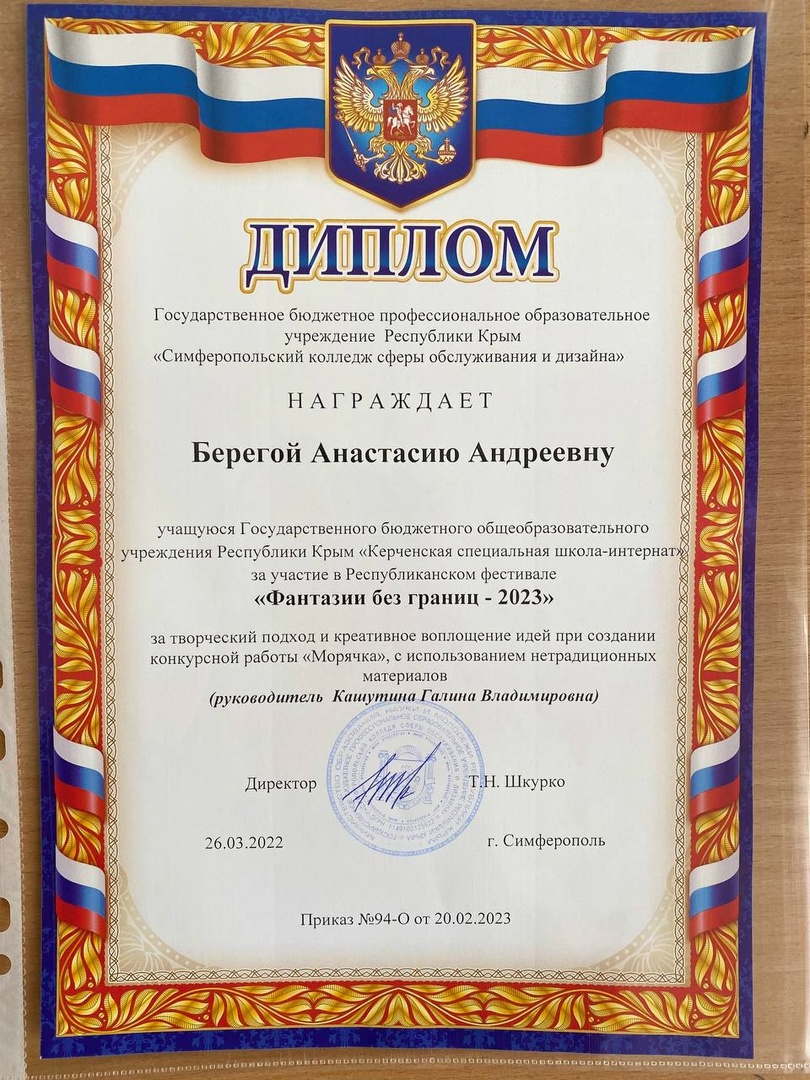 ДИПЛОМ
Государственное бюджетное профессиональное образовательное
учреждение Республики Крым
«Симферопольский колледж сферы обслуживания и дизайна»
НАГРАЖДАЕТ
Берегой Анастасию Андреевну
учащуюся Государственного бюджетного общеобразовательного
учреждения Республики Крым «Керченская специальная школа-интернат»
за участие в Республиканском фестивале
«Фантазии без границ - 2023»
за творческий подход и креативное воплощение идей при создании
конкурсной работы «Морячка», с использованием нетрадиционных
материалов
(руководитель Кашутина Галина Владимировна)
Директор Т.Н. Шкурко
26.03.2022 г. Симферополь
Приказ №94-О от 20.02.2023